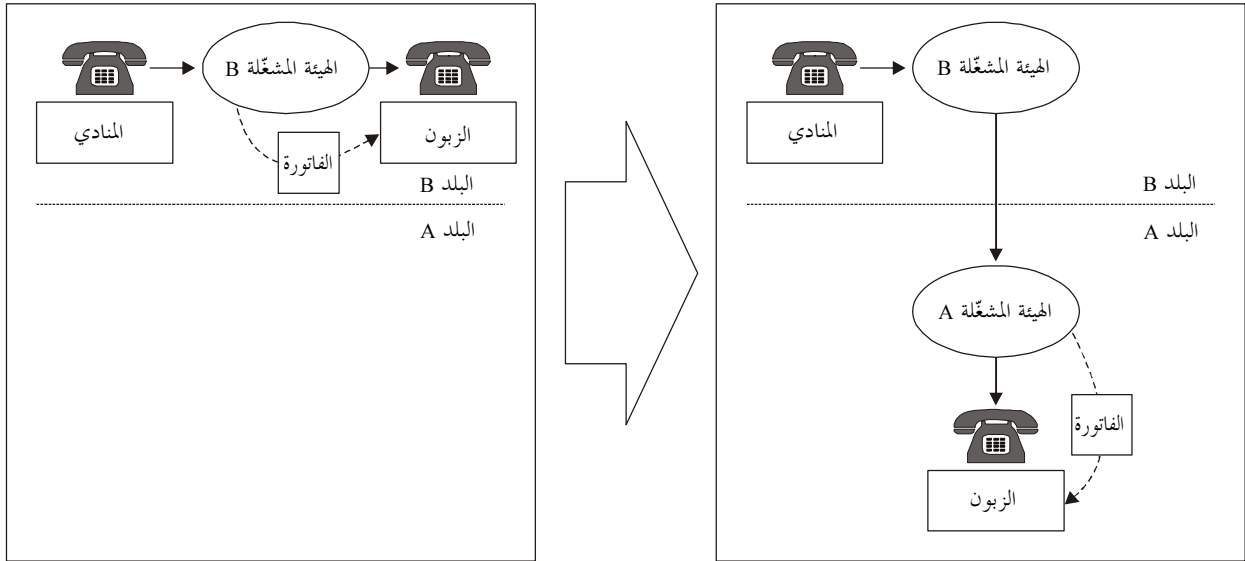 الهيئة المشغّلة B
المنادي
الزبون
الفاتورة
البلد B
البلد A
الهيئة المشغّلة B
المنادي
البلد B
البلد A
الهيئة المشغّلة A
الفاتورة
الزبون